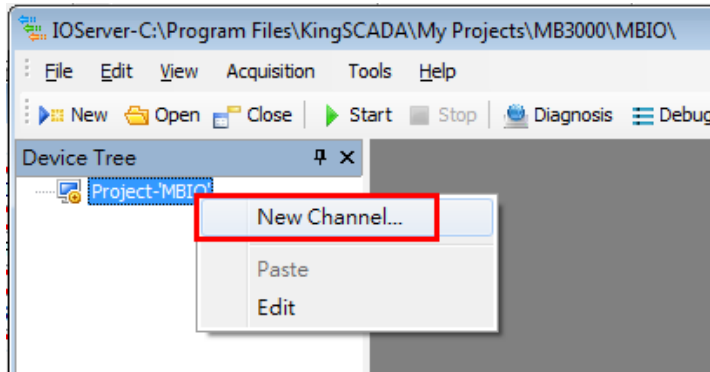 IOServer-C:\Program Files\KingSCADA\My Projects\MB3000\MBIO\
File Edit View Acquisition Tools Help
New Open Close Start Stop Diagnosis Debug
Device Tree
Project-'MBIO'
New Channel...
Paste
Edit